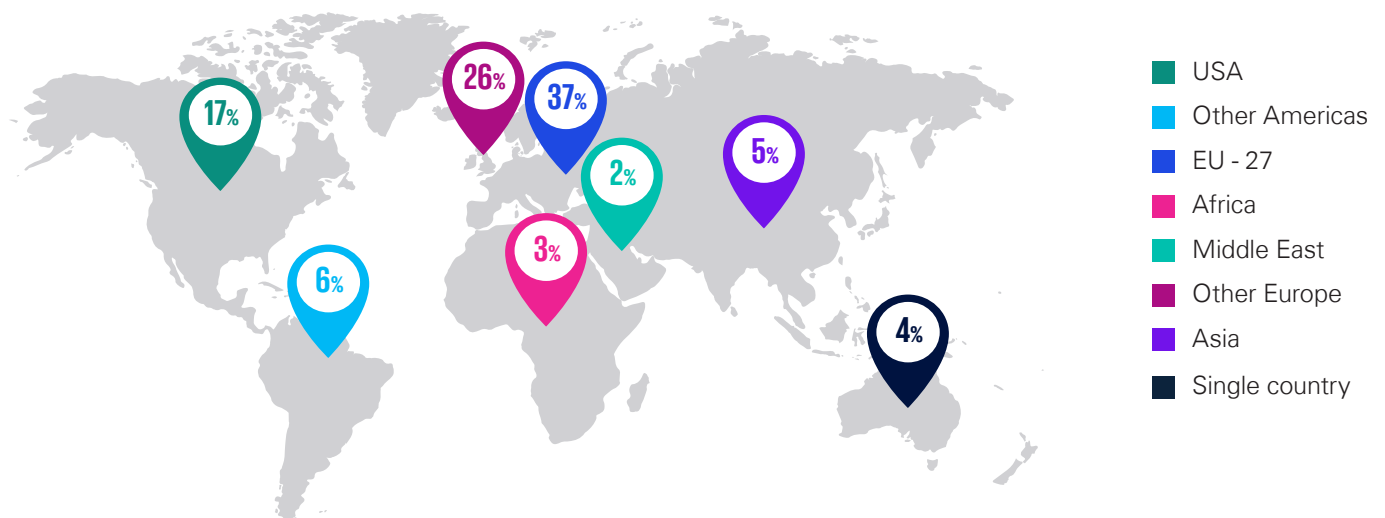 17%
26%
37%
2%
5%
3%
6%
4%
USA
Other Americas
EU - 27
Africa
Middle East
Other Europe
Asia
Single country